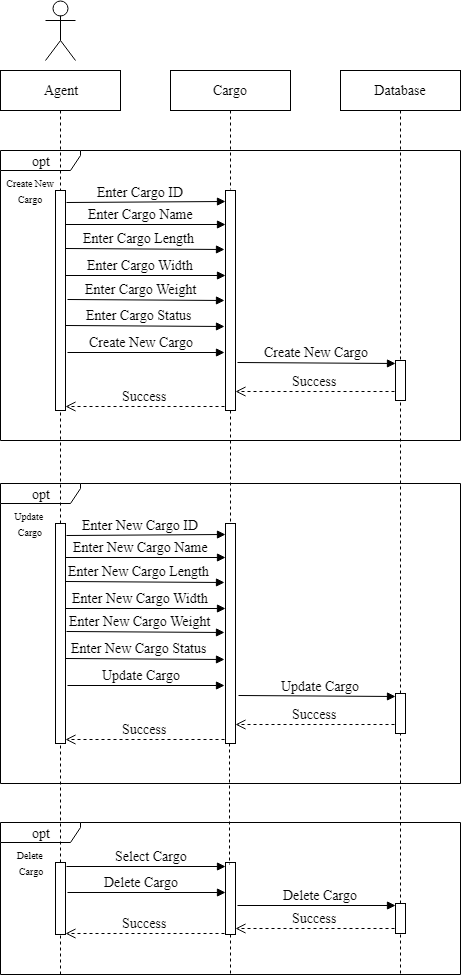 Agent
Cargo
Database
opt
Create New
Cargo
Enter Cargo ID
Enter Cargo Name
Enter Cargo Length
Enter Cargo Width
Enter Cargo Weight
Enter Cargo Status
Create New Cargo
Create New Cargo
Success
Success
opt
Update
Cargo
Enter New Cargo ID
Enter New Cargo Name
Enter New Cargo Length
Enter New Cargo Width
Enter New Cargo Weight
Enter New Cargo Status
Update Cargo
Update Cargo
Success
Success
opt
Delete
Cargo
Select Cargo
Delete Cargo
Delete Cargo
Success
Success